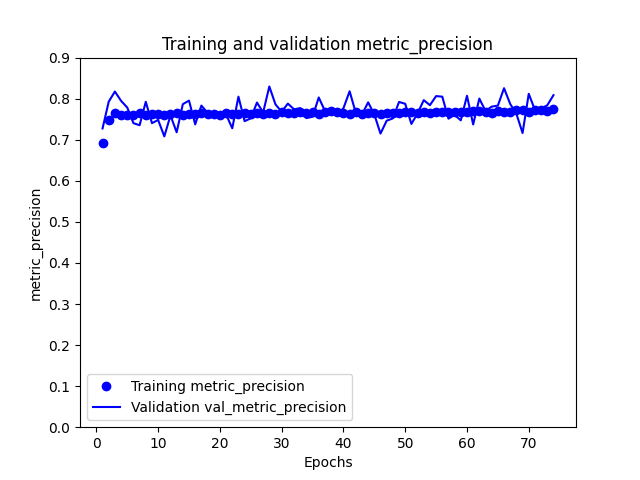 Training and validation metric_precision
metric_precision
0.9
0.8
0.7
0.6
0.5
0.4
0.3
0.2
0.1
0.0
Training metric_precision
Validation val_metric_precision
0 10 20 30 40 50 60 70
Epochs